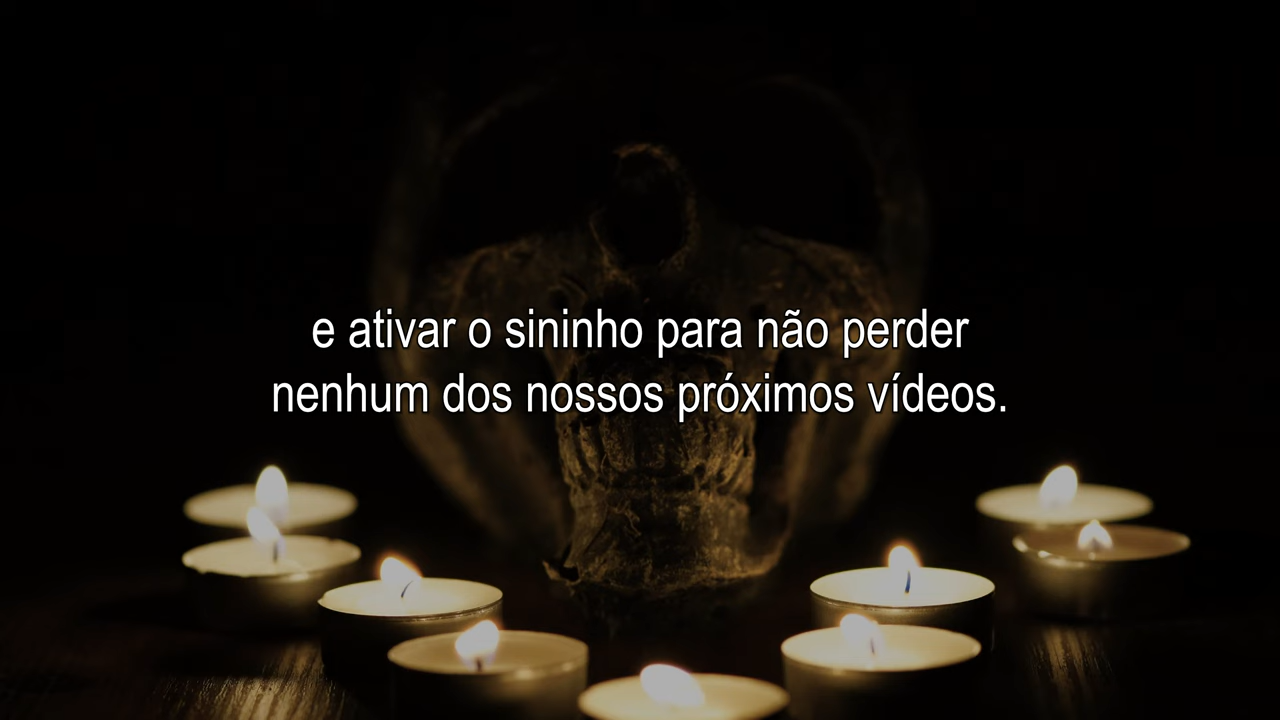 e ativar o sininho para não perder
nenhum dos nossos próximos vídeos.